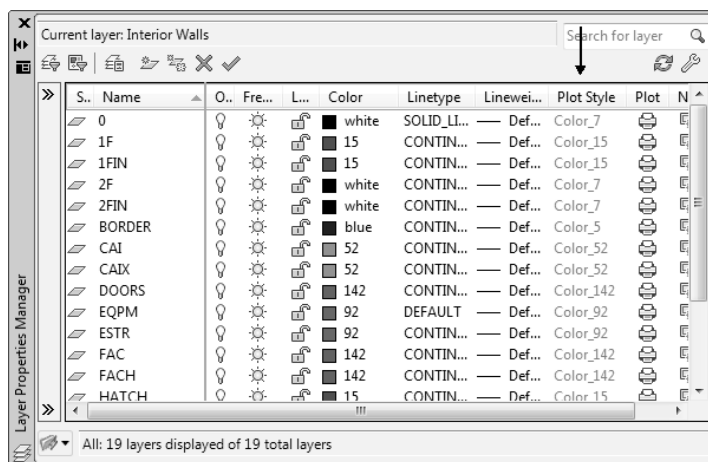 Current layer: Interior Walls
Search for layer
S.. Name O.. Fre... L... Color Linetype Linewei... Plot Style Plot N
0 white SOLID_LI... Def... Color_7
1F 15 CONTIN... Def... Color_15
1FIN 15 CONTIN... Def... Color_15
2F white CONTIN... Def... Color_7
2FIN white CONTIN... Def... Color_7
BORDER blue CONTIN... Def... Color_5
CAI 52 CONTIN... Def... Color_52
CAIX 52 CONTIN... Def... Color_52
DOORS 142 CONTIN... Def... Color_142
EQPM 92 DEFAULT Def... Color_92
ESTR 92 CONTIN... Def... Color_92
FAC 142 CONTIN... Def... Color_142
FACH 142 CONTIN... Def... Color_142
HATCH 15 CONTIN... Def... Color 15
Layer Properties Manager
All: 19 layers displayed of 19 total layers